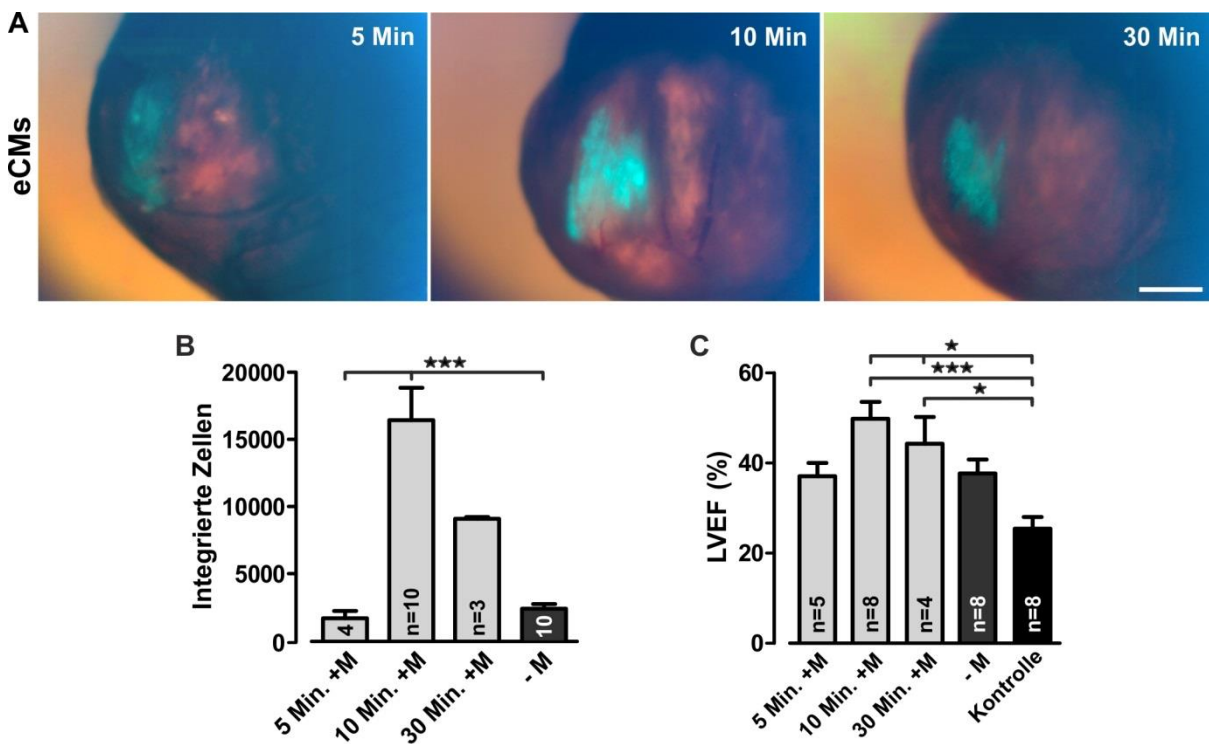 A
5 Min
10 Min
30 Min
eCMs
B
★★★
20000
15000
10000
5000
0
Integrierte Zellen
4
n=10
n=3
10
5 Min. +M
10 Min. +M
30 Min. +M
- M
C
★
★★★
★
60
40
20
0
LVEF (%)
n=5
n=8
n=4
n=8
n=8
5 Min. +M
10 Min. +M
30 Min. +M
- M
Kontrolle